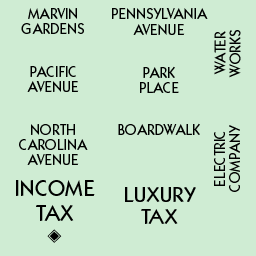 MARVIN
GARDENS
PENNSYLVANIA
AVENUE
WATER
WORKS
PACIFIC
AVENUE
PARK
PLACE
NORTH
CAROLINA
AVENUE
BOARDWALK
ELECTRIC
COMPANY
INCOME
TAX
LUXURY
TAX